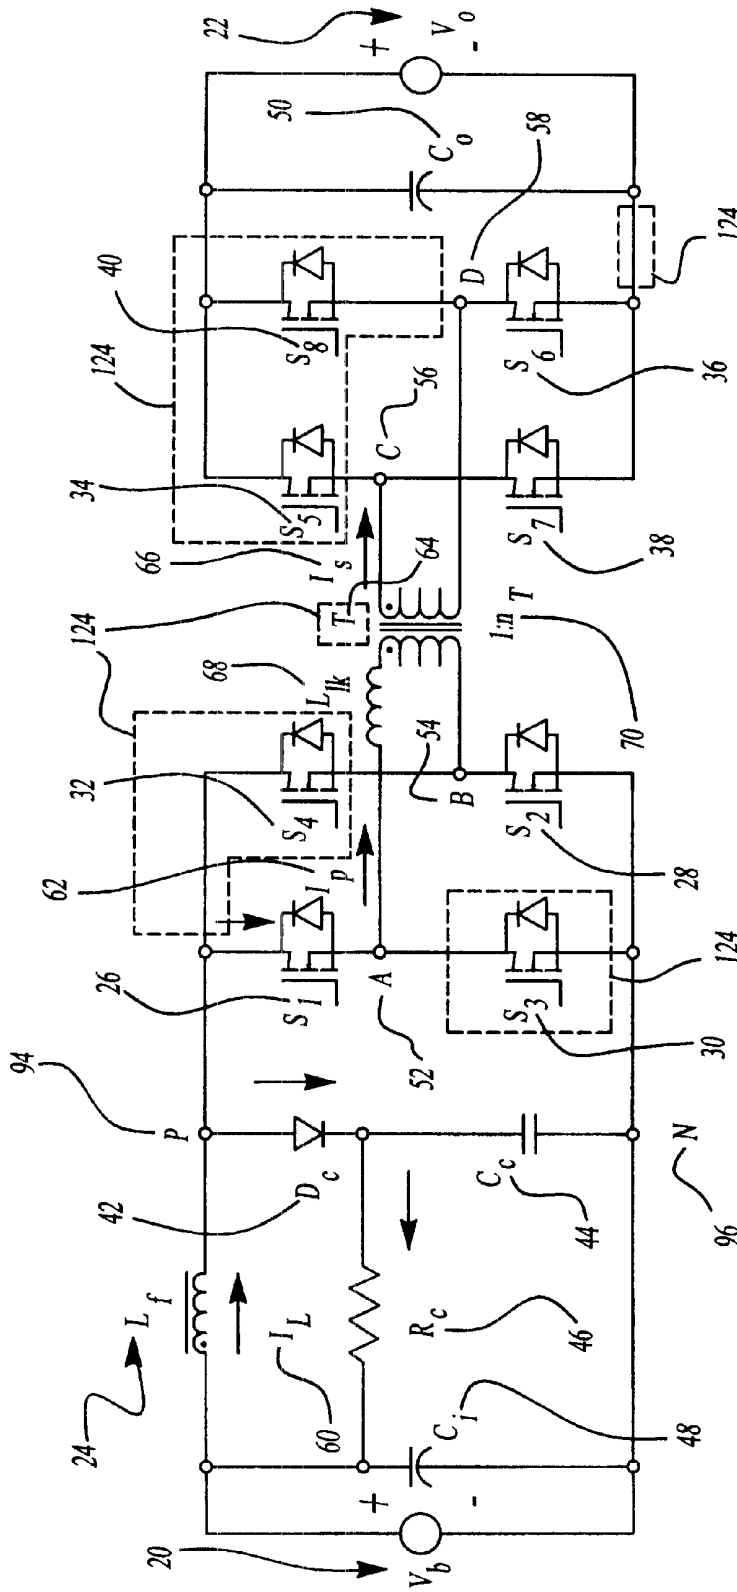 24
L f
94
P
26
S 1
62
I p
32
S 4
124
68
L lk
124
66
I s
34
S 5
124
40
S 8
50
C o
22
+
V o
-
20
+
V b
-
60
I L
42
D c
R c
46
C i
48
C c
44
N
96
52
A
30
S 3
124
54
B
28
S 2
T
64
1:n T
70
C
56
38
S 7
D
58
36
S 6
124